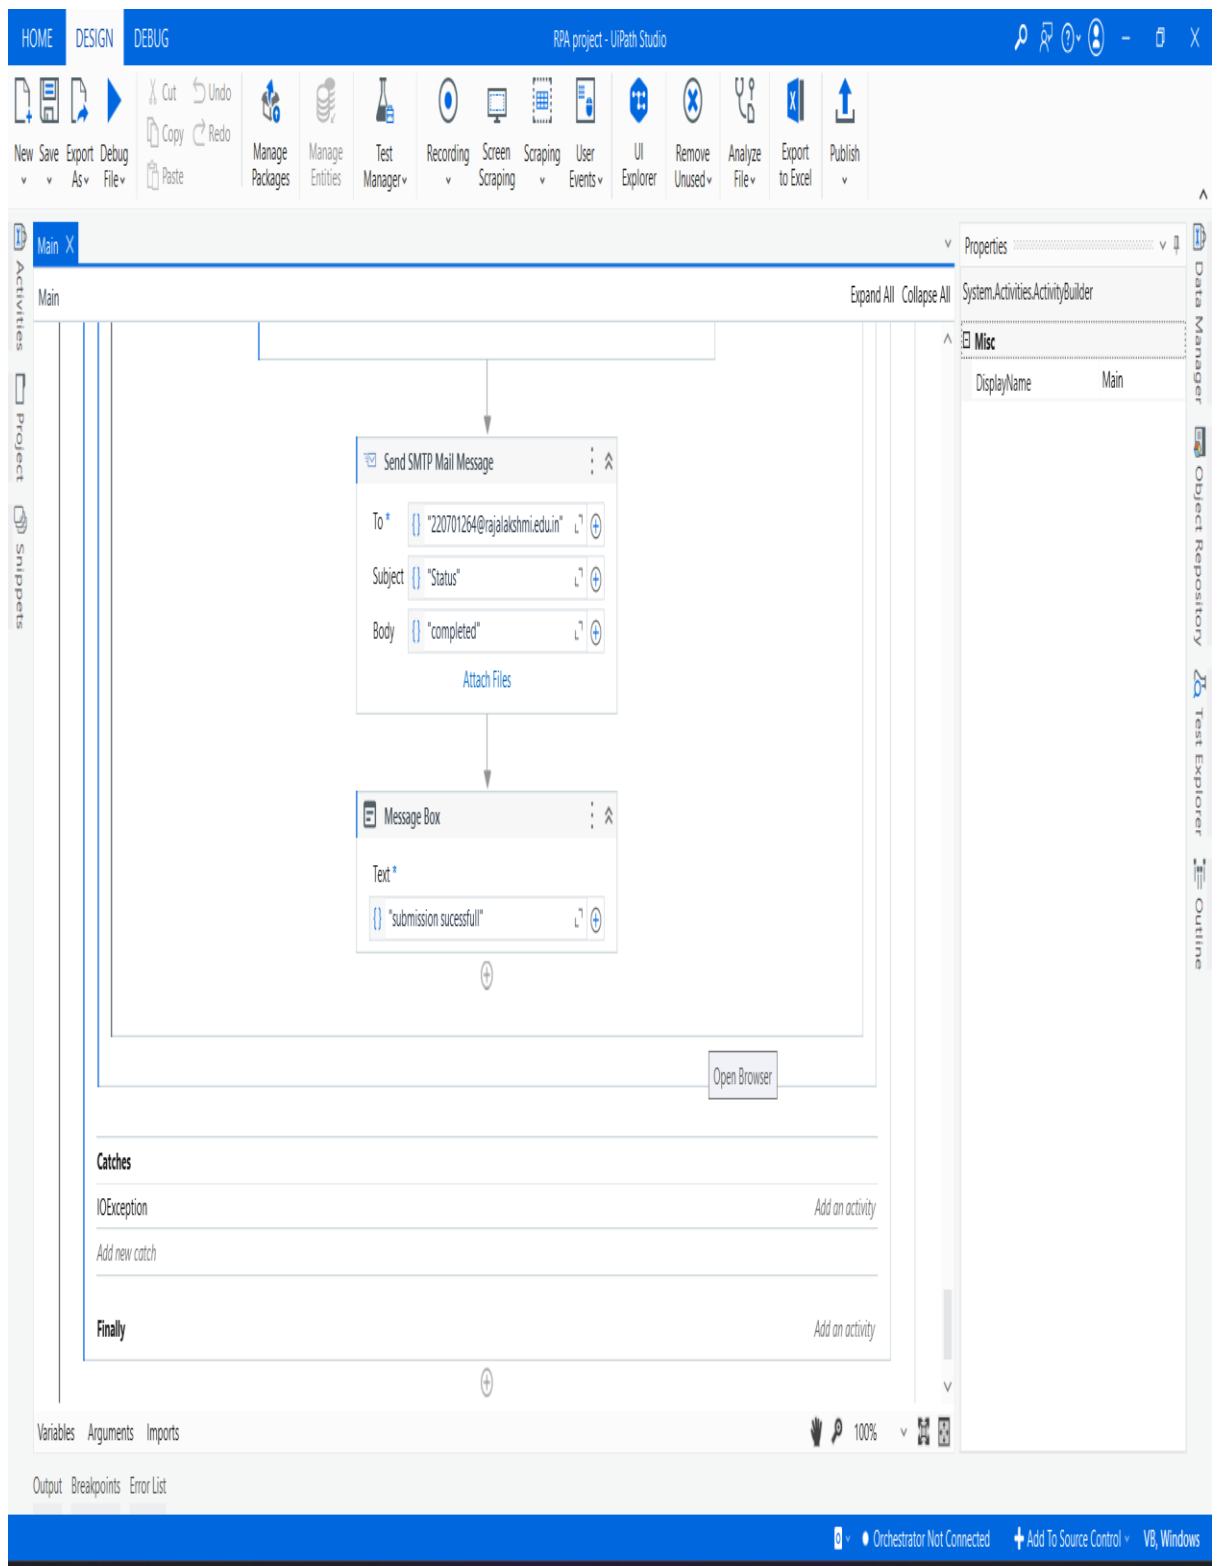 HOME DESIGN DEBUG RPA project - UiPath Studio
Cut Undo
Copy Redo
Paste
New Save Export As Debug File Manage Packages Manage Entities Test Manager Recording Screen Scraping Scraping User Events UI Explorer Remove Unused Analyze File Export to Excel Publish
Activities
Project
Snippets
Main
Main Expand All Collapse All
Send SMTP Mail Message
To * "220701264@rajalakshmi.edu.in"
Subject "Status"
Body "completed"
Attach Files
Message Box
Text *
"submission sucessfull"
Open Browser
Catches
IOException Add an activity
Add new catch
Finally Add an activity
Variables Arguments Imports 100%
Output Breakpoints Error List
Properties
System.Activities.ActivityBuilder
Misc
DisplayName Main
Data Manager
Object Repository
Test Explorer
Outline
0 Orchestrator Not Connected Add To Source Control VB, Windows